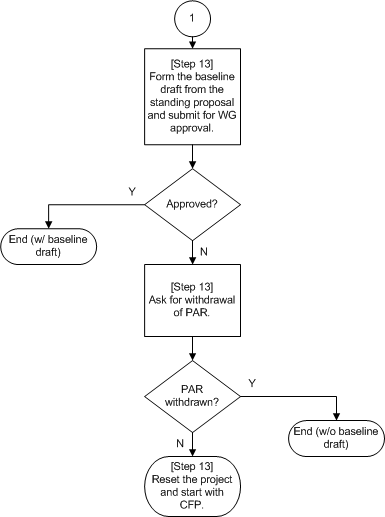 1
[Step 13]
Form the baseline
draft from the
standing proposal
and submit for WG
approval.
Y
Approved?
End (w/ baseline
draft)
N
[Step 13]
Ask for withdrawal
of PAR.
PAR
withdrawn?
Y
End (w/o baseline
draft)
N
[Step 13]
Reset the project
and start with
CFP.